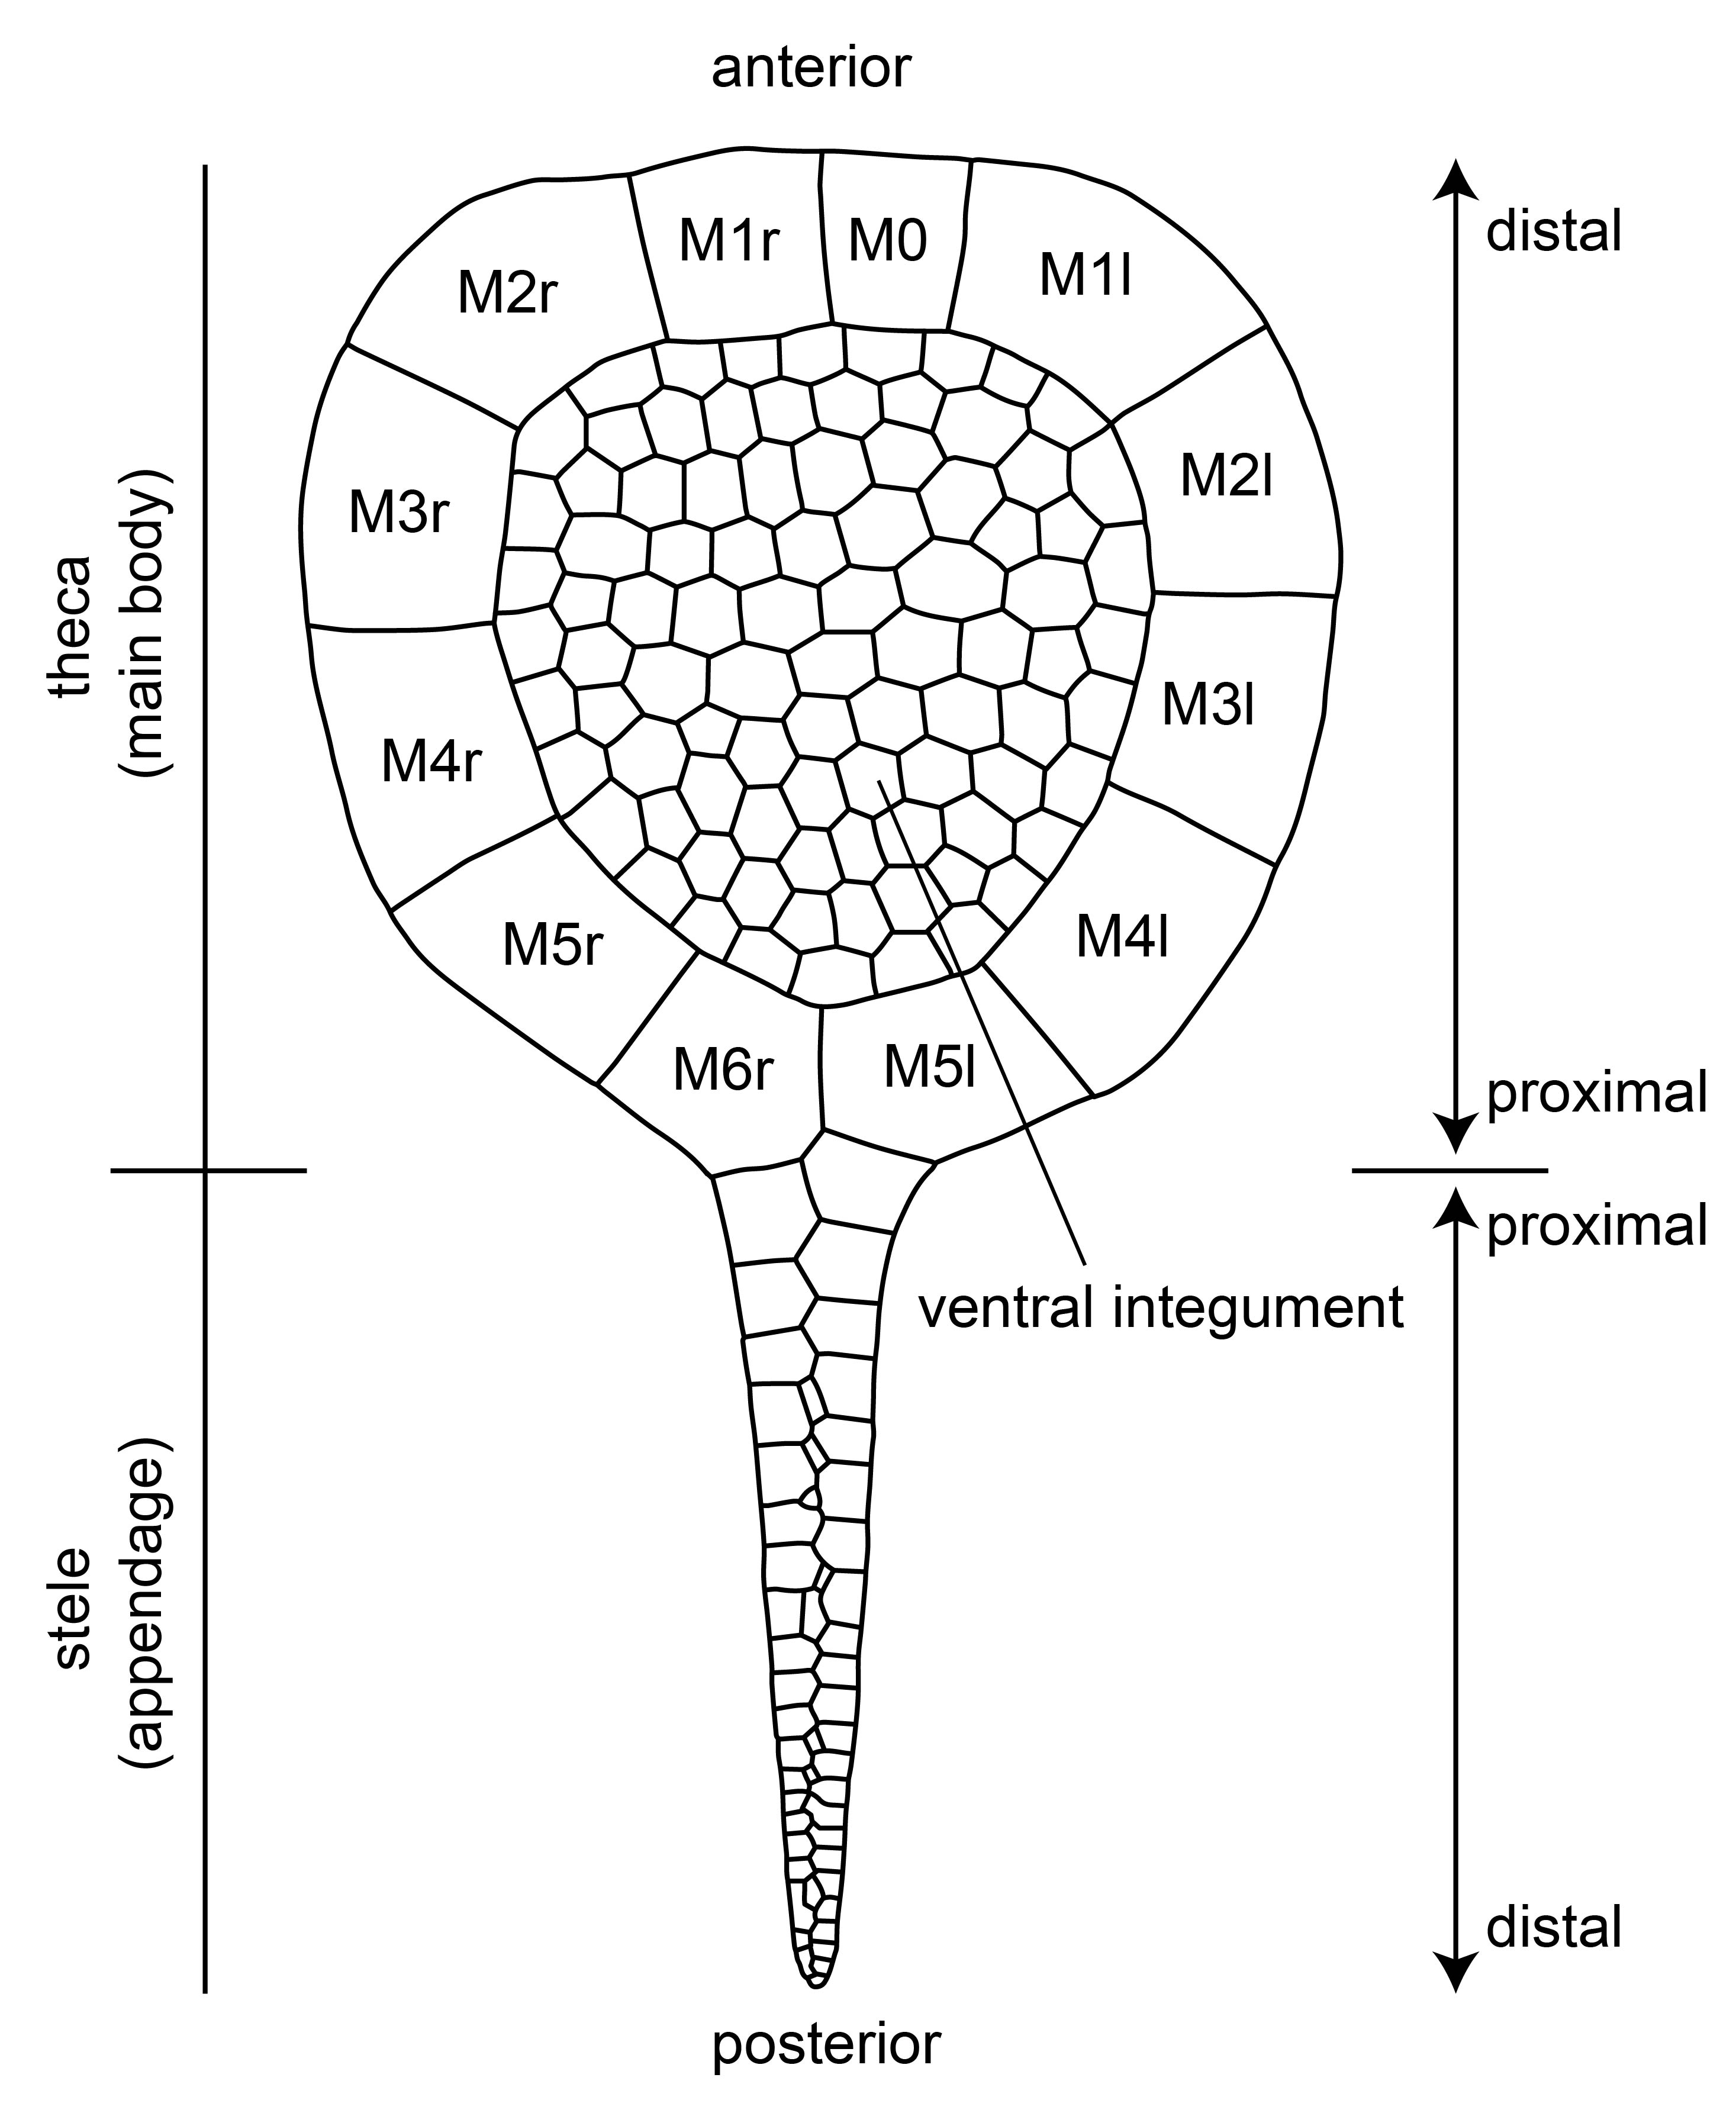 anterior
distal
M1r
M0
M1l
M2r
M2l
M3r
theca
(main body)
M3l
M4r
M4l
M5r
M5l
M6r
proximal
proximal
ventral integument
stele
(appendage)
distal
posterior